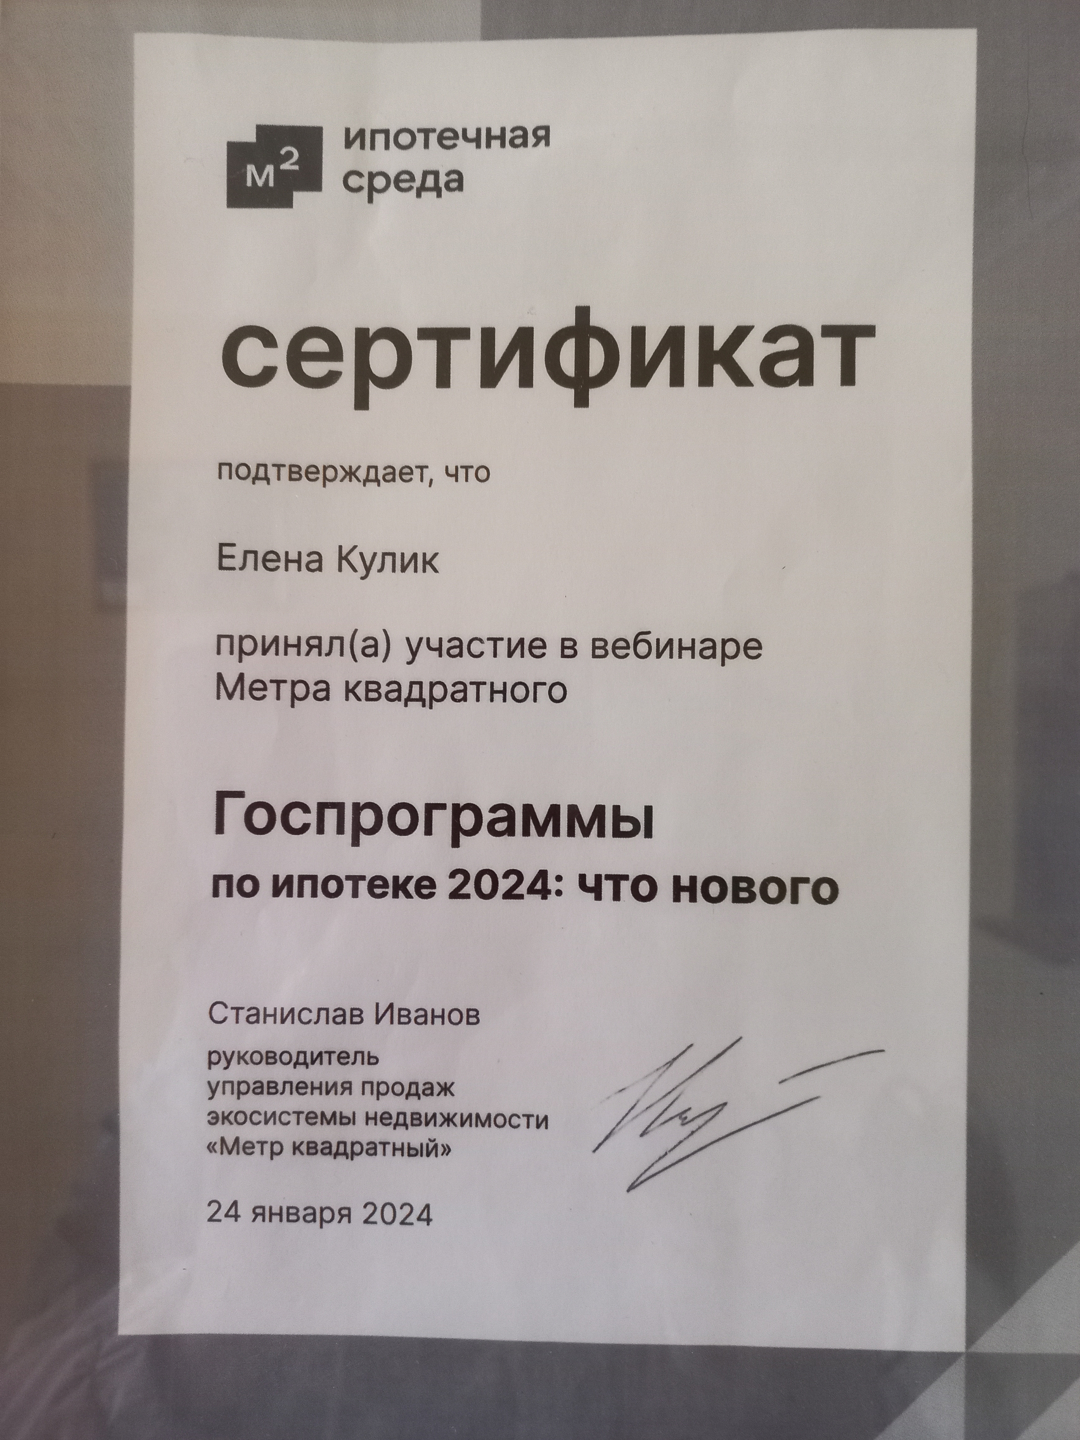 м²
ипотечная
среда
сертификат
подтверждает, что
Елена Кулик
принял(а) участие в вебинаре
Метра квадратного
Госпрограммы
по ипотеке 2024: что нового
Станислав Иванов
руководитель
управления продаж
экосистемы недвижимости
«Метр квадратный»
24 января 2024